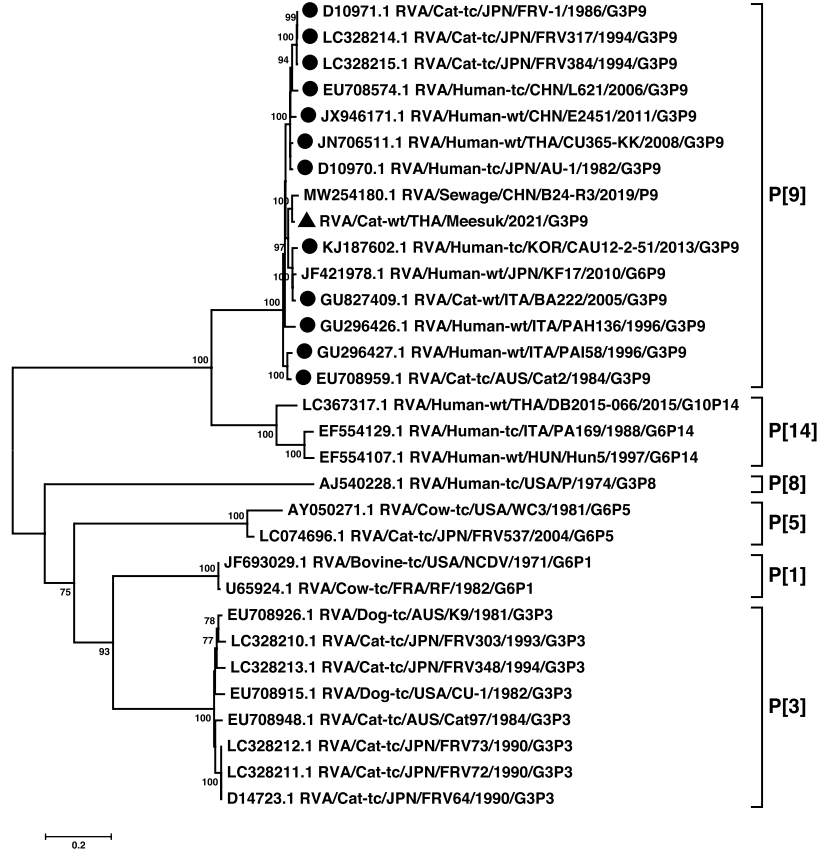 99
D10971.1 RVA/Cat-tc/JPN/FRV-1/1986/G3P9
100
LC328214.1 RVA/Cat-tc/JPN/FRV317/1994/G3P9
94
LC328215.1 RVA/Cat-tc/JPN/FRV384/1994/G3P9
EU708574.1 RVA/Human-tc/CHN/L621/2006/G3P9
100
JX946171.1 RVA/Human-wt/CHN/E2451/2011/G3P9
JN706511.1 RVA/Human-wt/THA/CU365-KK/2008/G3P9
D10970.1 RVA/Human-tc/JPN/AU-1/1982/G3P9
P[9]
100
MW254180.1 RVA/Sewage/CHN/B24-R3/2019/P9
RVA/Cat-wt/THA/Meesuk/2021/G3P9
97
KJ187602.1 RVA/Human-tc/KOR/CAU12-2-51/2013/G3P9
100
JF421978.1 RVA/Human-wt/JPN/KF17/2010/G6P9
100
GU827409.1 RVA/Cat-wt/ITA/BA222/2005/G3P9
GU296426.1 RVA/Human-wt/ITA/PAH136/1996/G3P9
GU296427.1 RVA/Human-wt/ITA/PAI58/1996/G3P9
100
100
EU708959.1 RVA/Cat-tc/AUS/Cat2/1984/G3P9
LC367317.1 RVA/Human-wt/THA/DB2015-066/2015/G10P14
100
EF554129.1 RVA/Human-tc/ITA/PA169/1988/G6P14
P[14]
100
EF554107.1 RVA/Human-wt/HUN/Hun5/1997/G6P14
AJ540228.1 RVA/Human-tc/USA/P/1974/G3P8
P[8]
100
AY050271.1 RVA/Cow-tc/USA/WC3/1981/G6P5
P[5]
LC074696.1 RVA/Cat-tc/JPN/FRV537/2004/G6P5
100
JF693029.1 RVA/Bovine-tc/USA/NCDV/1971/G6P1
P[1]
75
U65924.1 RVA/Cow-tc/FRA/RF/1982/G6P1
78
EU708926.1 RVA/Dog-tc/AUS/K9/1981/G3P3
77
LC328210.1 RVA/Cat-tc/JPN/FRV303/1993/G3P3
93
LC328213.1 RVA/Cat-tc/JPN/FRV348/1994/G3P3
EU708915.1 RVA/Dog-tc/USA/CU-1/1982/G3P3
P[3]
100
EU708948.1 RVA/Cat-tc/AUS/Cat97/1984/G3P3
LC328212.1 RVA/Cat-tc/JPN/FRV73/1990/G3P3
LC328211.1 RVA/Cat-tc/JPN/FRV72/1990/G3P3
100
D14723.1 RVA/Cat-tc/JPN/FRV64/1990/G3P3
0.2